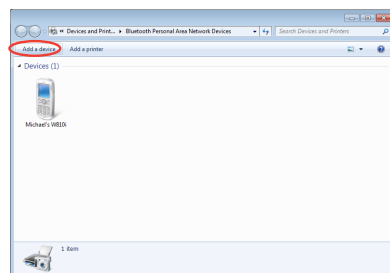 « Devices and Print... ▸ Bluetooth Personal Area Network Devices
Search Devices and Printers
Add a device
Add a printer
Devices (1)
Michael's W810i
1 item